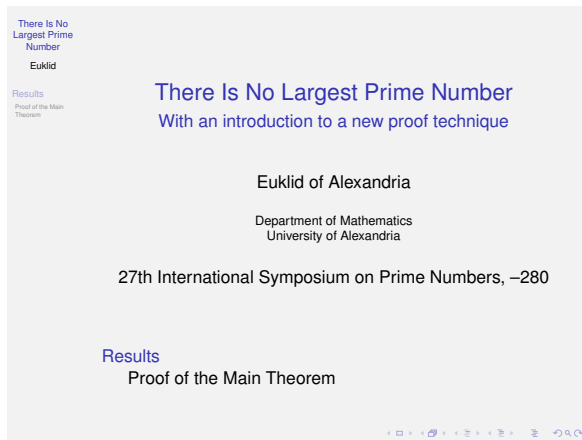 There Is No
Largest Prime
Number
Euklid
Results
Proof of the Main
Theorem
There Is No Largest Prime Number
With an introduction to a new proof technique
Euklid of Alexandria
Department of Mathematics
University of Alexandria
27th International Symposium on Prime Numbers, –280
Results
Proof of the Main Theorem